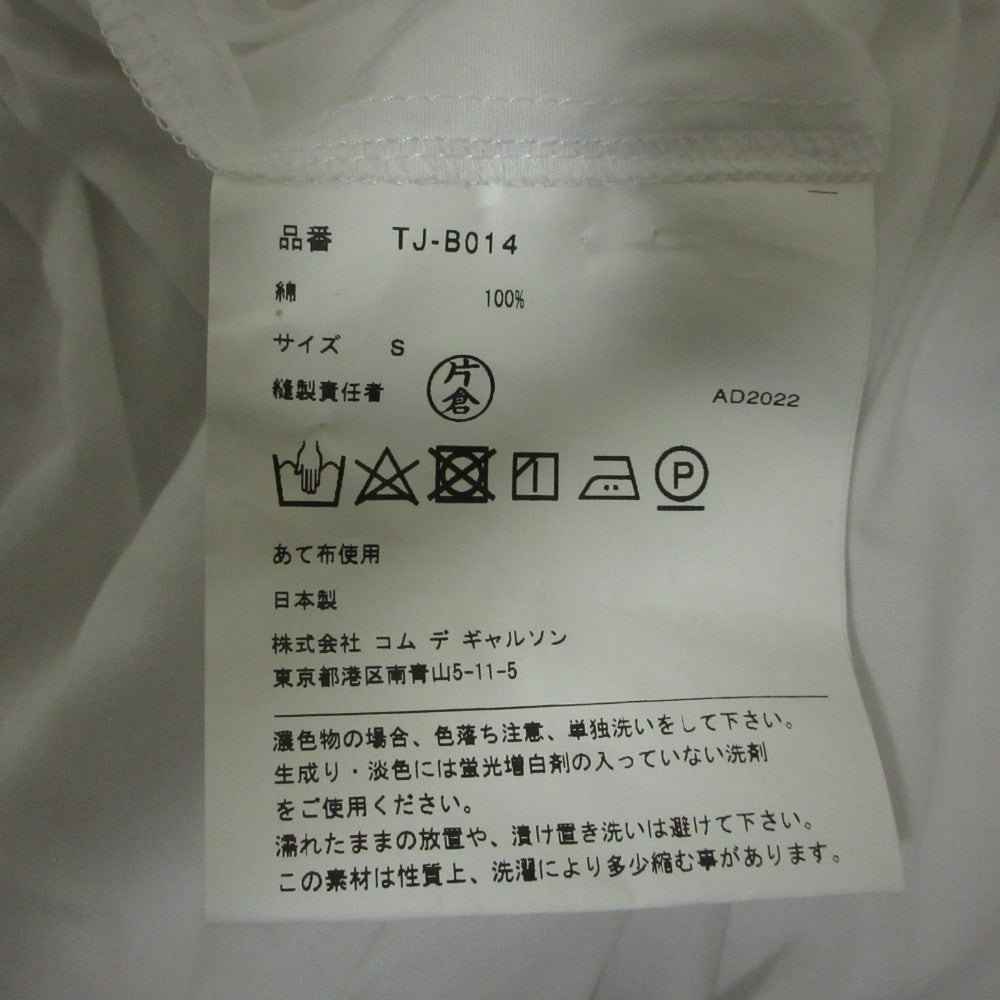 品番 TJ-B014
綿 100%
サイズ S
縫製責任者 片倉 AD2022
P
あて布使用
日本製
株式会社 コム デ ギャルソン
東京都港区南青山5-11-5
濃色物の場合、色落ち注意、単独洗いをして下さい。
生成り・淡色には蛍光増白剤の入っていない洗剤
をご使用ください。
濡れたままの放置や、漬け置き洗いは避けて下さい。
この素材は性質上、洗濯により多少縮む事があります。